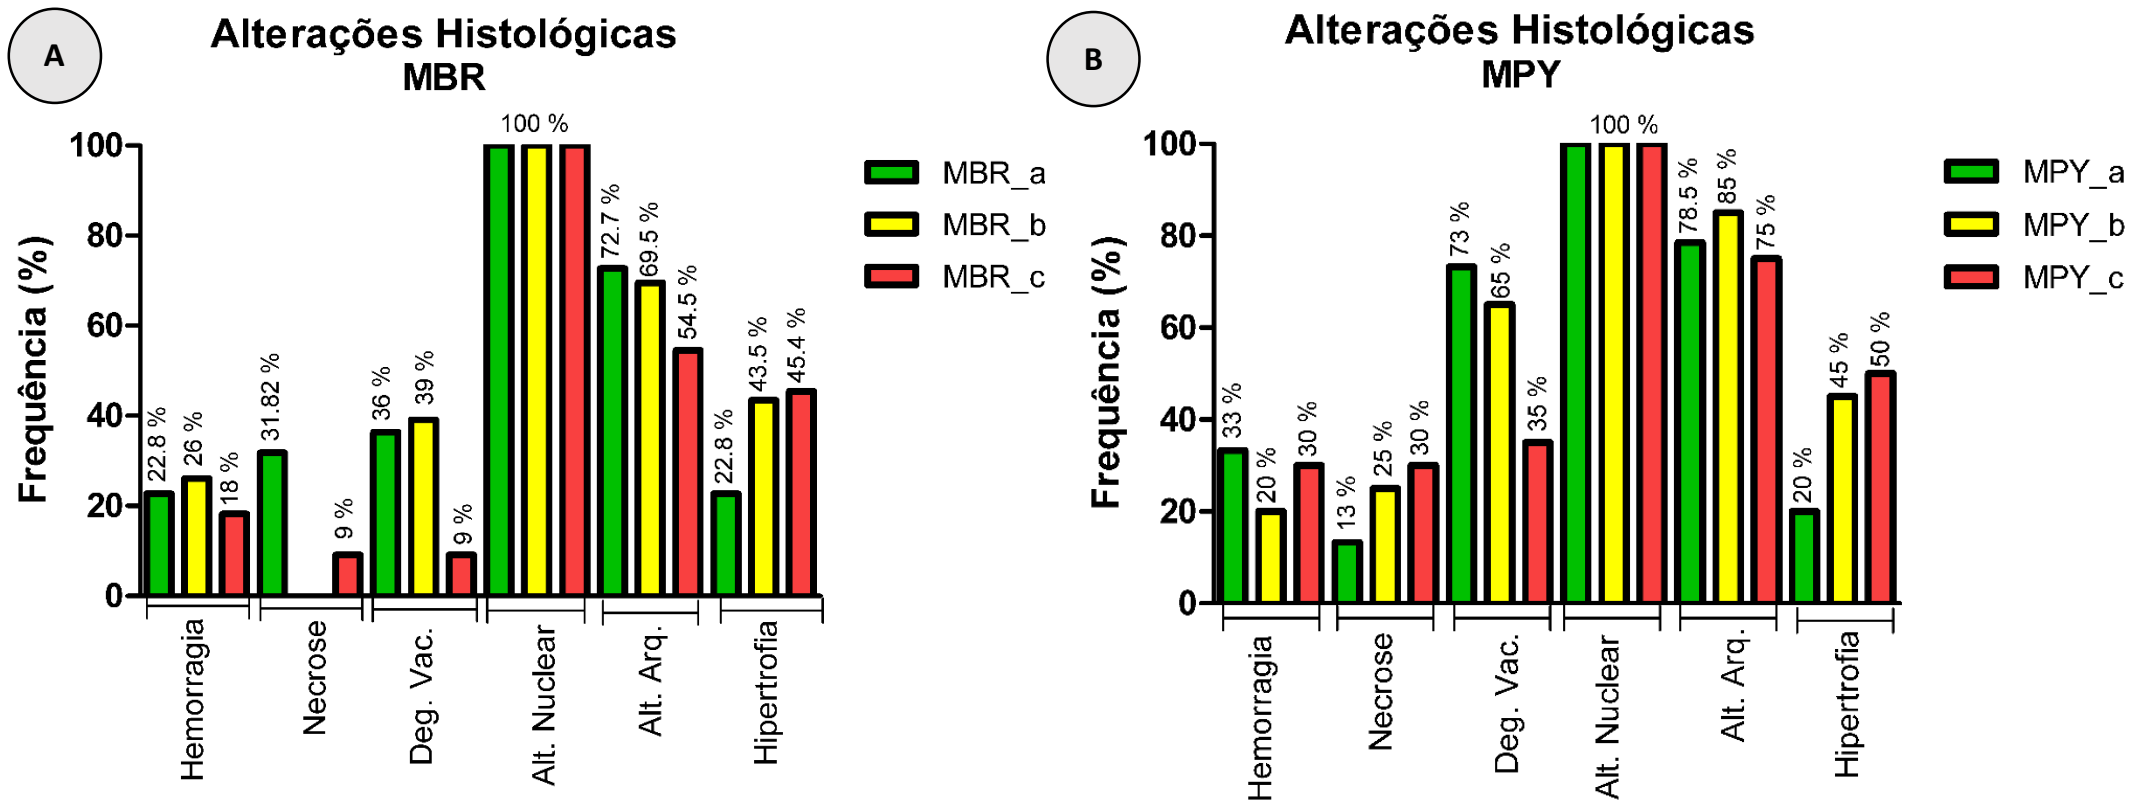 A
Alterações Histológicas
MBR
Frequência (%)
100
80
60
40
20
0
22.8 %
26 %
18 %
31.82 %
9 %
36 %
39 %
9 %
100 %
72.7 %
69.5 %
54.5 %
22.8 %
43.5 %
45.4 %
Hemorragia
Necrose
Deg. Vac.
Alt. Nuclear
Alt. Arq.
Hipertrofia
MBR_a
MBR_b
MBR_c
B
Alterações Histológicas
MPY
Frequência (%)
100
80
60
40
20
0
33 %
20 %
30 %
13 %
25 %
30 %
73 %
65 %
35 %
100 %
78.5 %
85 %
75 %
20 %
45 %
50 %
Hemorragia
Necrose
Deg. Vac.
Alt. Nuclear
Alt. Arq.
Hipertrofia
MPY_a
MPY_b
MPY_c